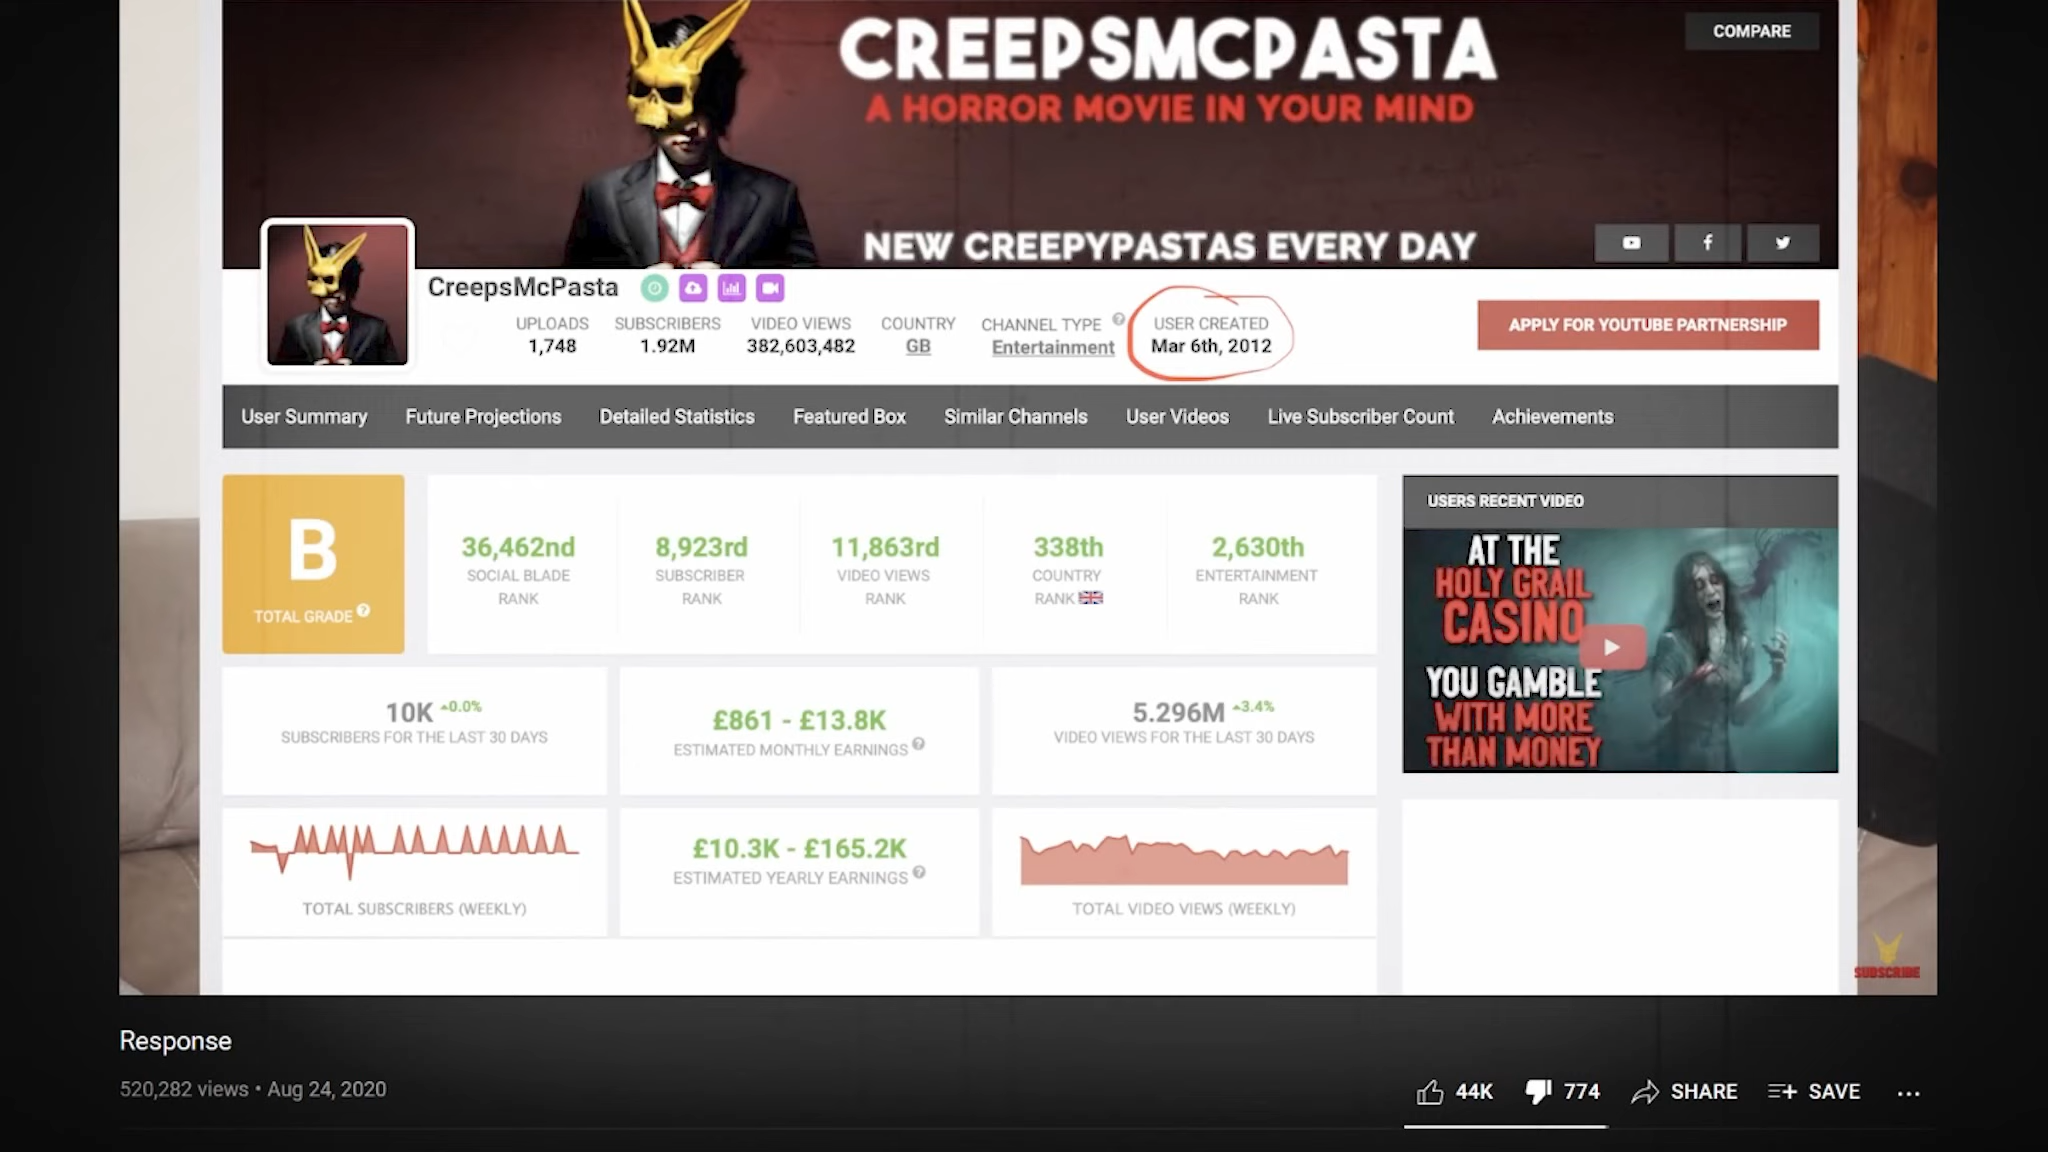 CREEPSMCPASTA
COMPARE
A HORROR MOVIE IN YOUR MIND
NEW CREEPYPASTAS EVERY DAY
CreepsMcPasta
UPLOADS
1,748
SUBSCRIBERS
1.92M
VIDEO VIEWS
382,603,482
COUNTRY
GB
CHANNEL TYPE ?
Entertainment
USER CREATED
Mar 6th, 2012
APPLY FOR YOUTUBE PARTNERSHIP
User Summary Future Projections Detailed Statistics Featured Box Similar Channels User Videos Live Subscriber Count Achievements
B
TOTAL GRADE ?
36,462nd
SOCIAL BLADE
RANK
8,923rd
SUBSCRIBER
RANK
11,863rd
VIDEO VIEWS
RANK
338th
COUNTRY
RANK
2,630th
ENTERTAINMENT
RANK
USERS RECENT VIDEO
AT THE
HOLY GRAIL
CASINO
YOU GAMBLE
WITH MORE
THAN MONEY
10K 0.0%
SUBSCRIBERS FOR THE LAST 30 DAYS
£861 - £13.8K
ESTIMATED MONTHLY EARNINGS ?
5.296M 3.4%
VIDEO VIEWS FOR THE LAST 30 DAYS
TOTAL SUBSCRIBERS (WEEKLY)
£10.3K - £165.2K
ESTIMATED YEARLY EARNINGS ?
TOTAL VIDEO VIEWS (WEEKLY)
SUBSCRIBE
Response
520,282 views • Aug 24, 2020
44K 774 SHARE SAVE ...